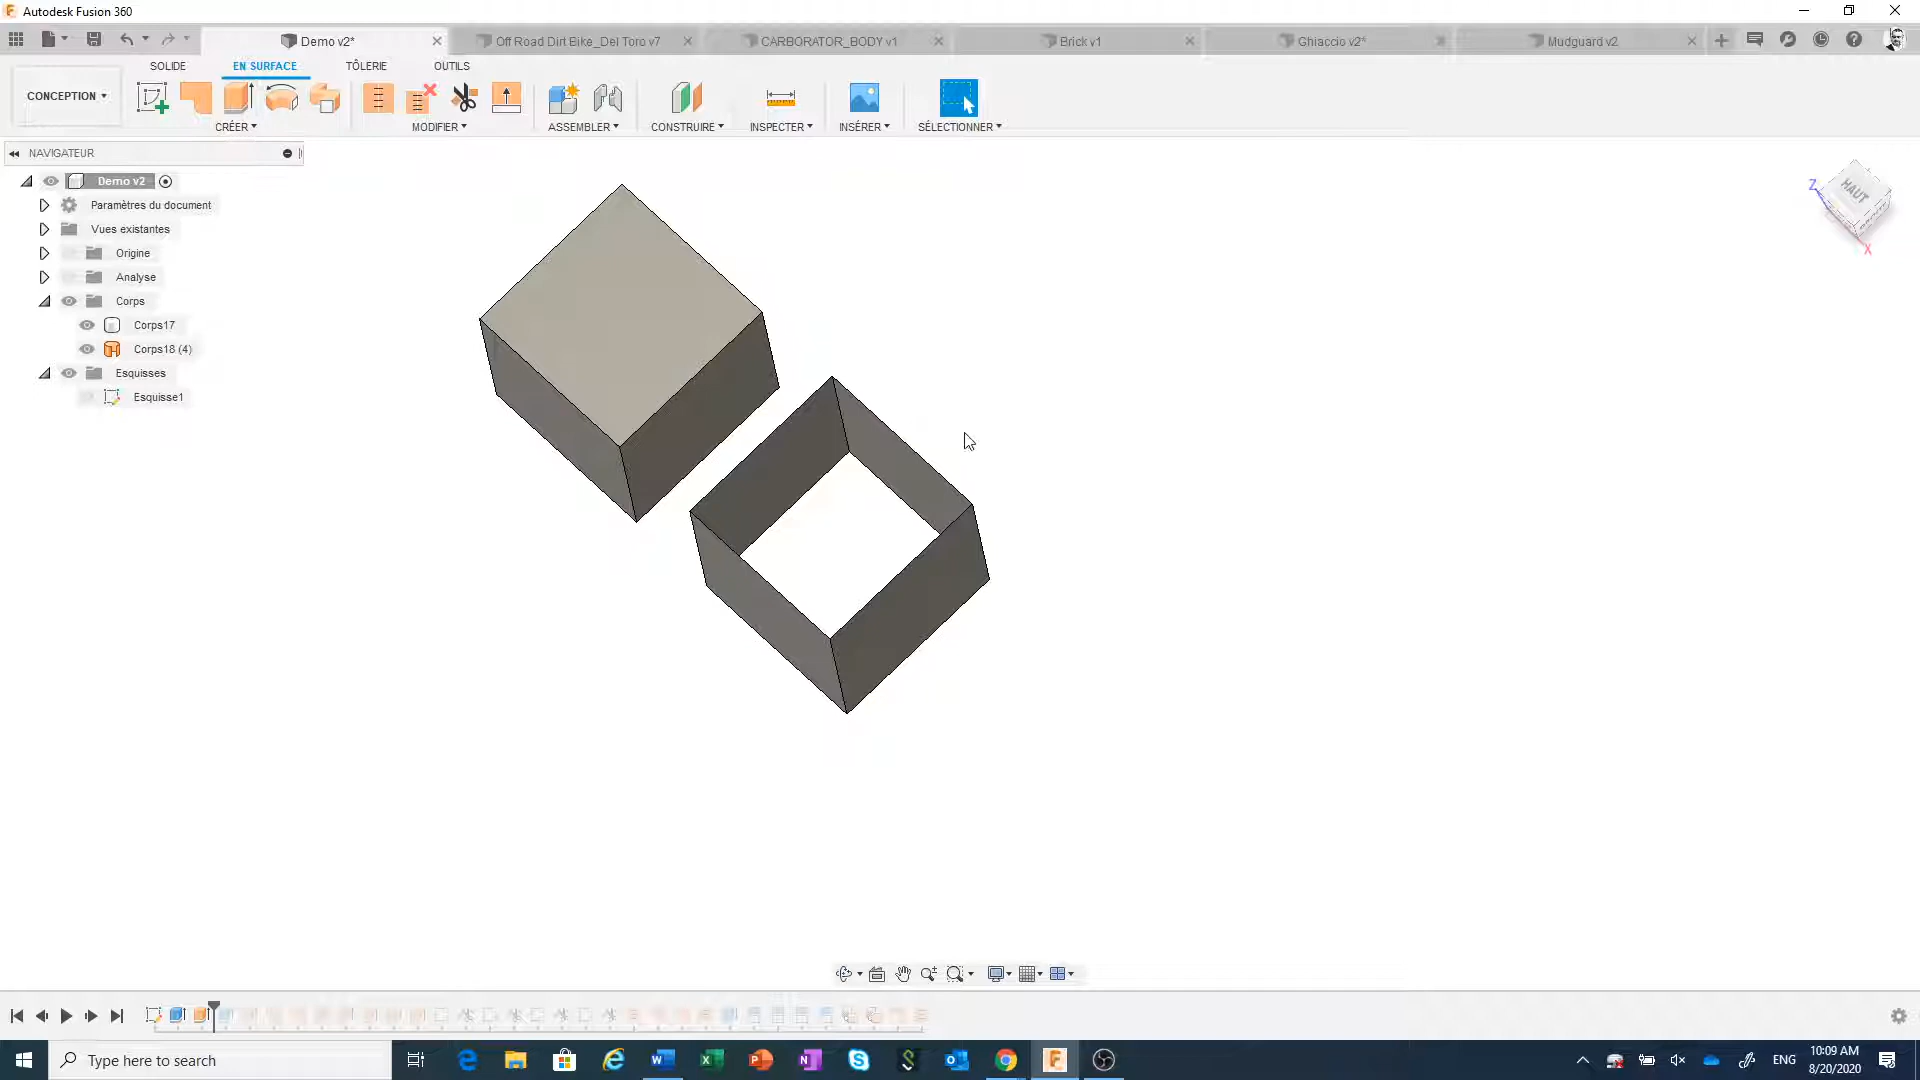 Autodesk Fusion 360
Demo v2*
Off Road Dirt Bike_Del Toro v7
CARBORATOR_BODY v1
Brick v1
Ghiaccio v2*
Mudguard v2
SOLIDE
EN SURFACE
TÔLERIE
OUTILS
CONCEPTION
CRÉER
MODIFIER
ASSEMBLER
CONSTRUIRE
INSPECTER
INSÉRER
SÉLECTIONNER
NAVIGATEUR
Demo v2
Paramètres du document
Vues existantes
Origine
Analyse
Corps
Corps17
Corps18 (4)
Esquisses
Esquisse1
HAUT
Z
X
Type here to search
ENG
10:09 AM
8/20/2020